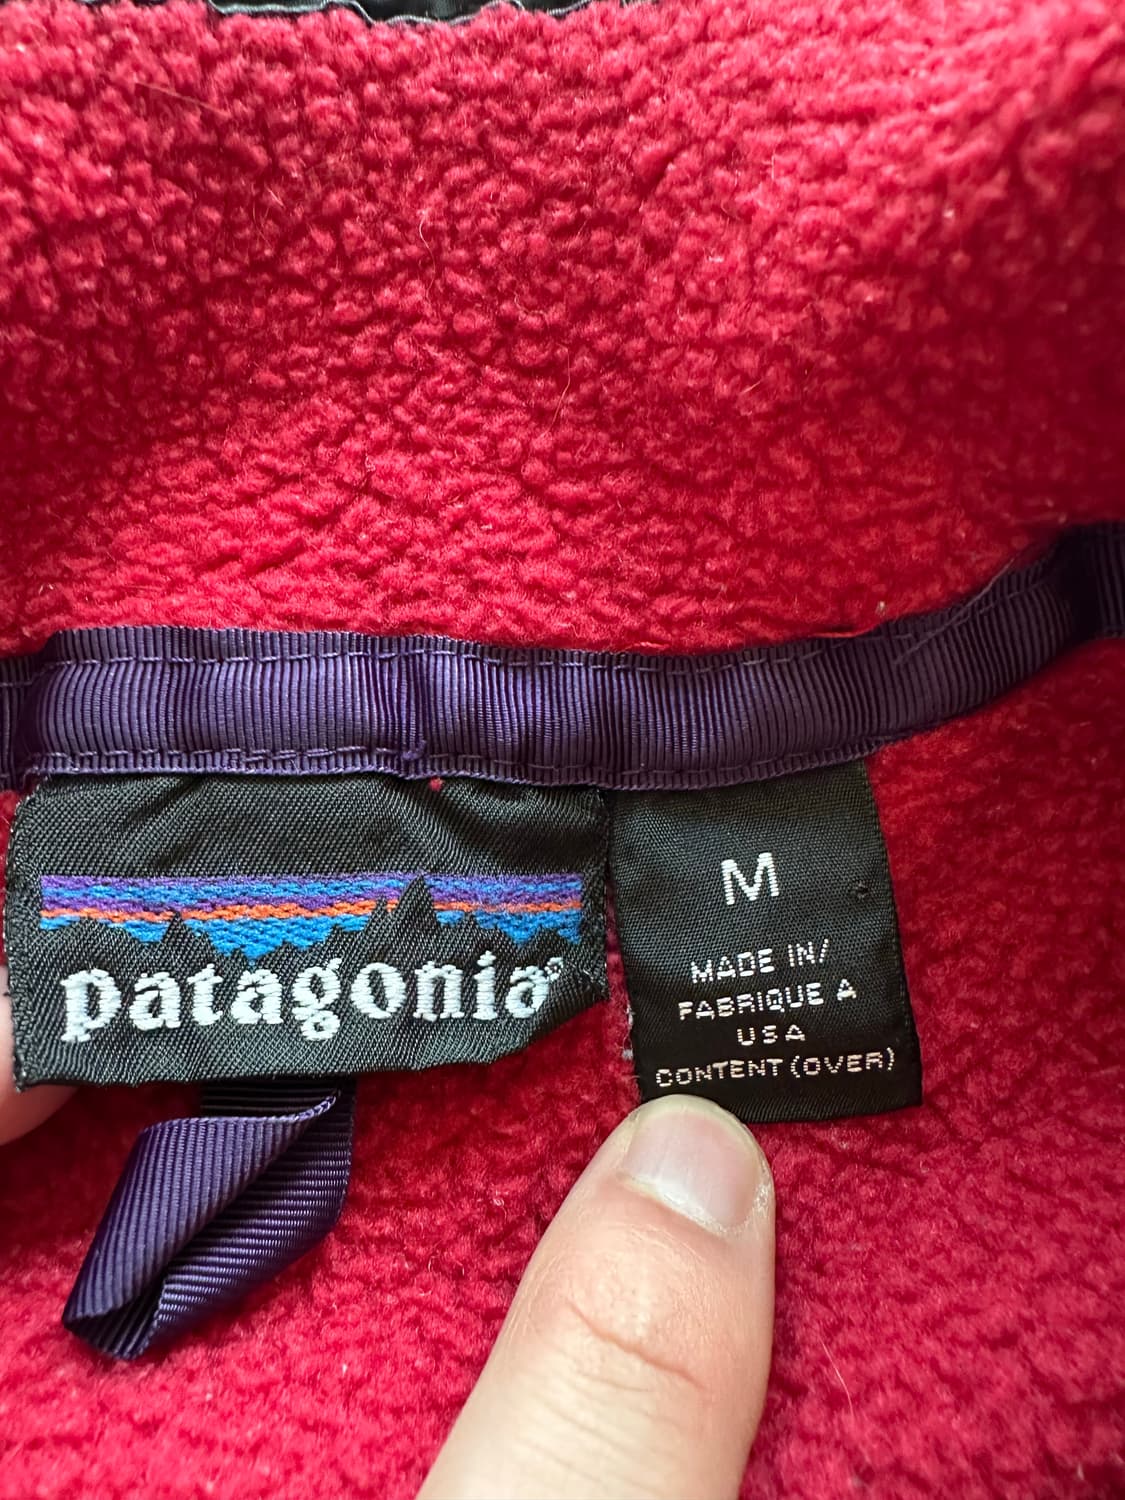 patagonia®
M
MADE IN/
FABRIQUE A
USA
CONTENT (OVER)